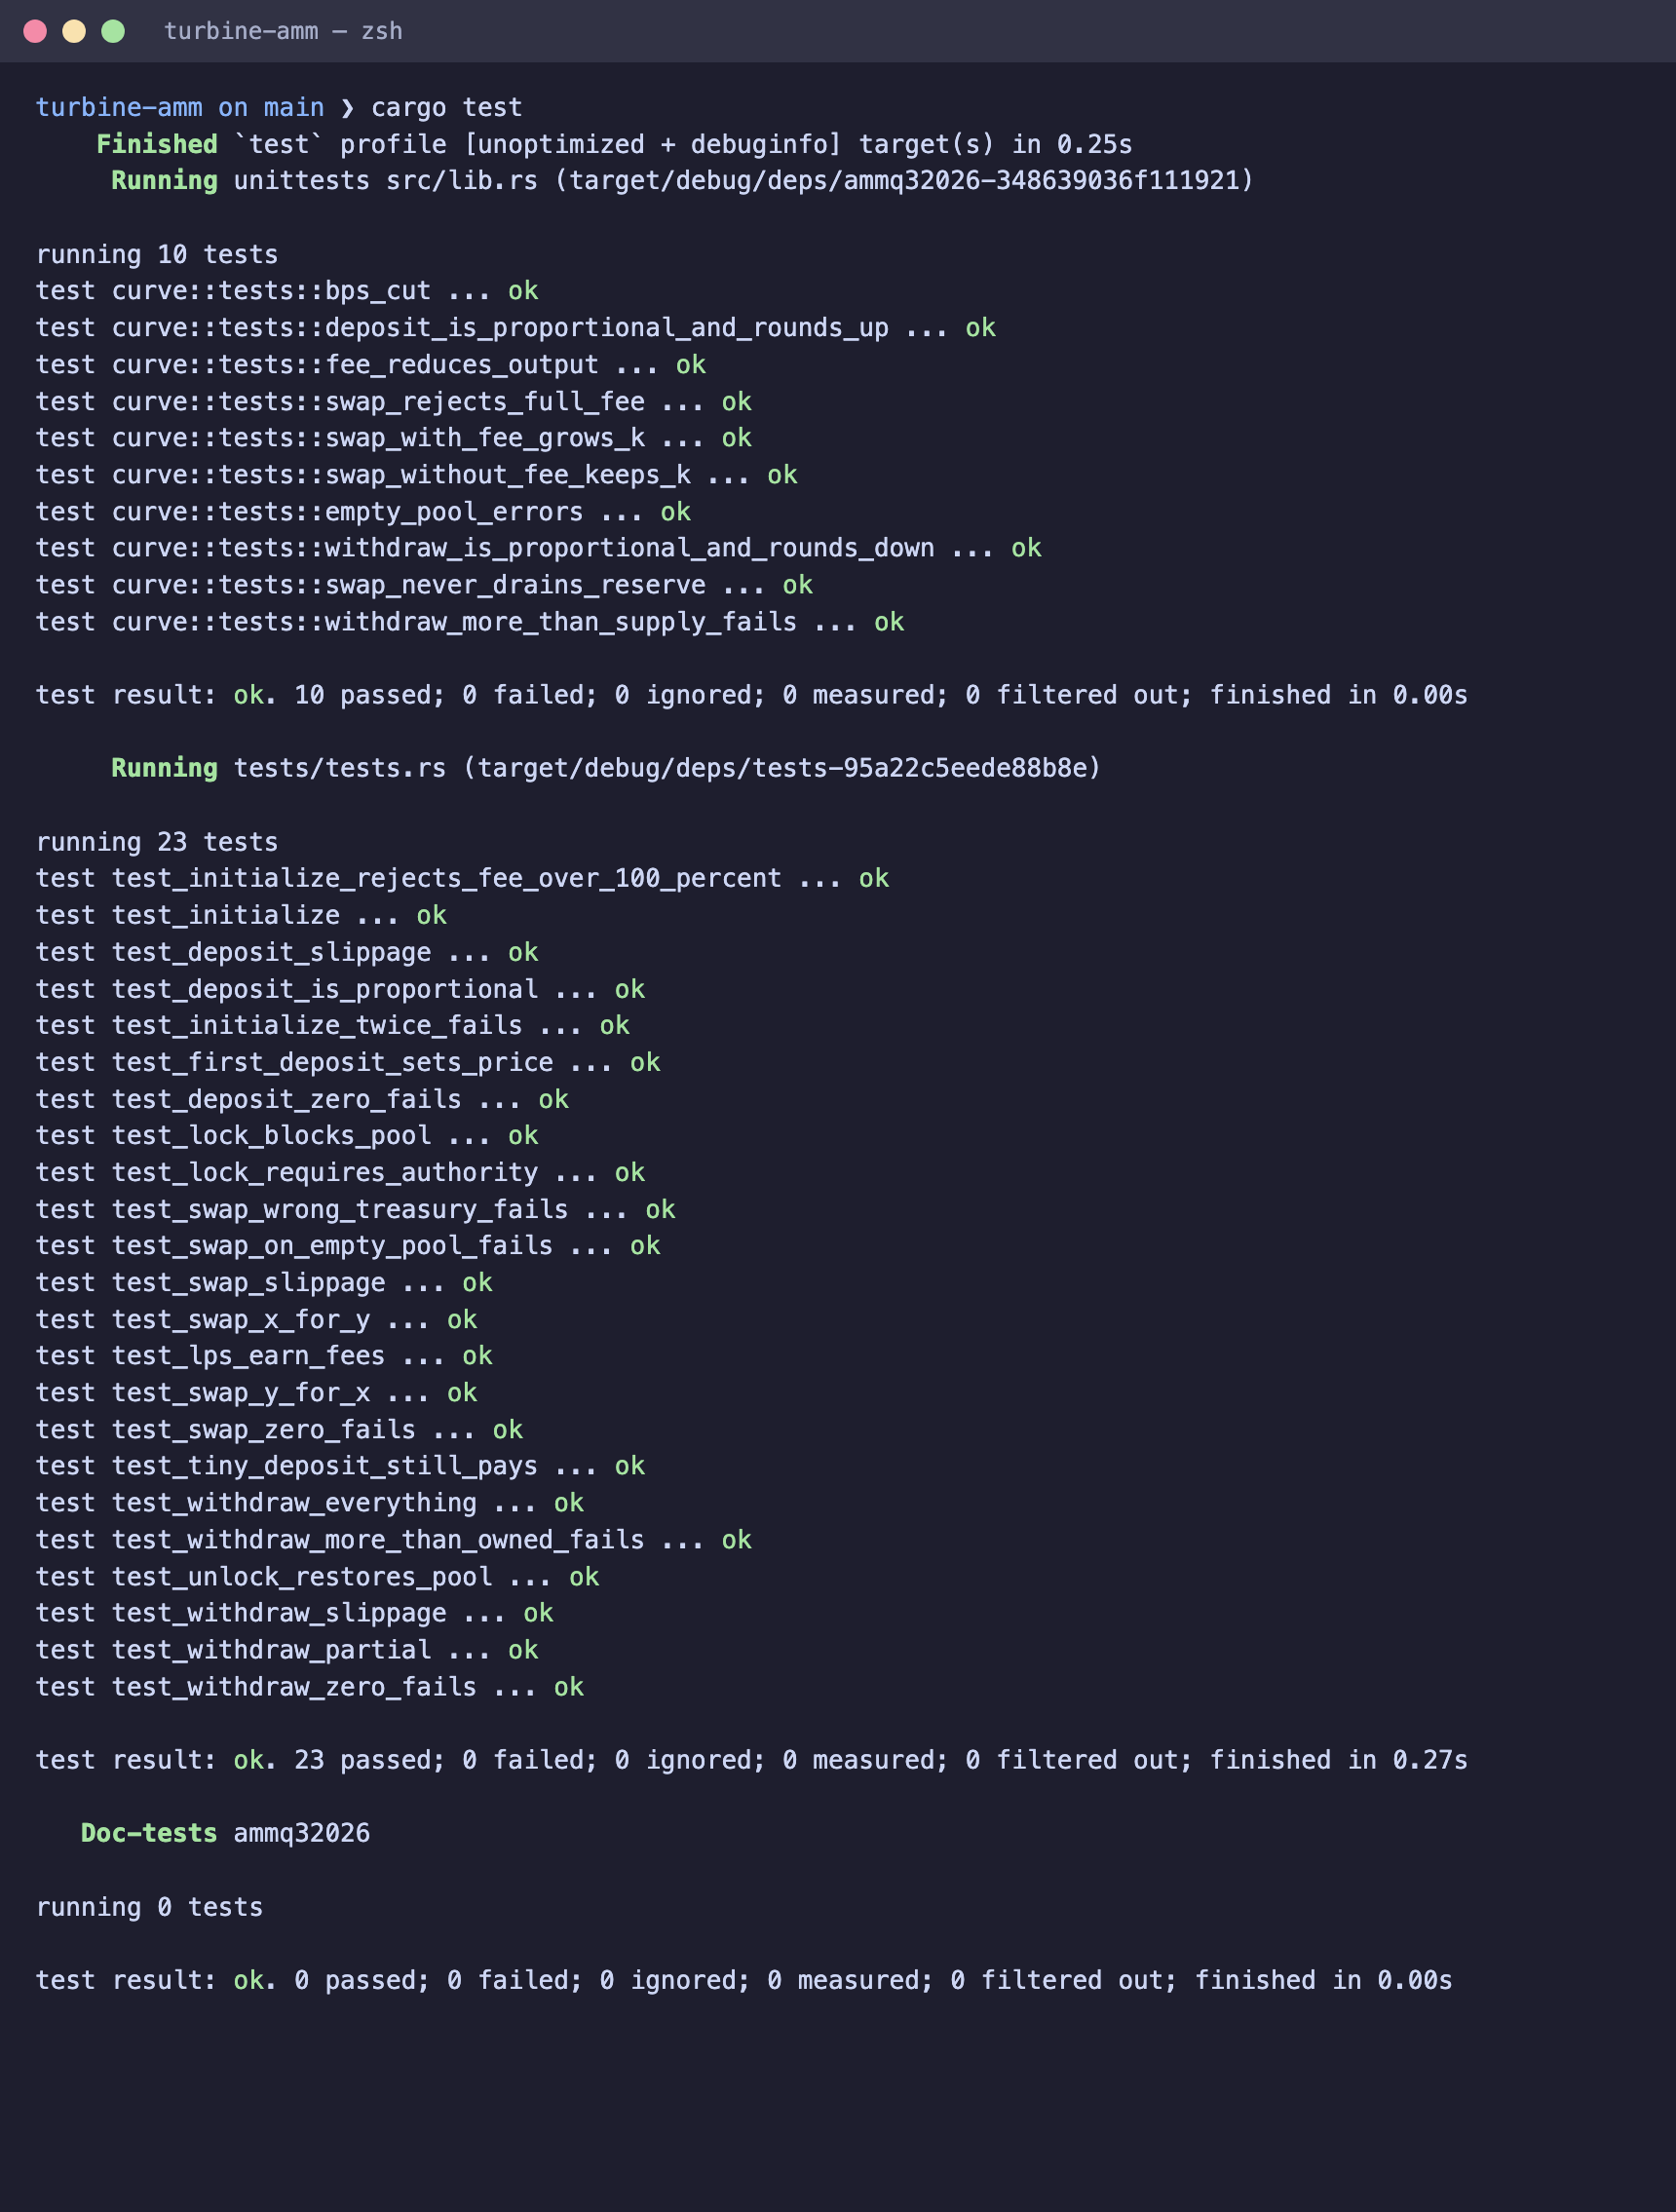 turbine-amm — zsh
turbine-amm on main ❯ cargo test
Finished `test` profile [unoptimized + debuginfo] target(s) in 0.25s
Running unittests src/lib.rs (target/debug/deps/ammq32026-348639036f111921)
running 10 tests
test curve::tests::bps_cut ... ok
test curve::tests::deposit_is_proportional_and_rounds_up ... ok
test curve::tests::fee_reduces_output ... ok
test curve::tests::swap_rejects_full_fee ... ok
test curve::tests::swap_with_fee_grows_k ... ok
test curve::tests::swap_without_fee_keeps_k ... ok
test curve::tests::empty_pool_errors ... ok
test curve::tests::withdraw_is_proportional_and_rounds_down ... ok
test curve::tests::swap_never_drains_reserve ... ok
test curve::tests::withdraw_more_than_supply_fails ... ok
test result: ok. 10 passed; 0 failed; 0 ignored; 0 measured; 0 filtered out; finished in 0.00s
Running tests/tests.rs (target/debug/deps/tests-95a22c5eede88b8e)
running 23 tests
test test_initialize_rejects_fee_over_100_percent ... ok
test test_initialize ... ok
test test_deposit_slippage ... ok
test test_deposit_is_proportional ... ok
test test_initialize_twice_fails ... ok
test test_first_deposit_sets_price ... ok
test test_deposit_zero_fails ... ok
test test_lock_blocks_pool ... ok
test test_lock_requires_authority ... ok
test test_swap_wrong_treasury_fails ... ok
test test_swap_on_empty_pool_fails ... ok
test test_swap_slippage ... ok
test test_swap_x_for_y ... ok
test test_lps_earn_fees ... ok
test test_swap_y_for_x ... ok
test test_swap_zero_fails ... ok
test test_tiny_deposit_still_pays ... ok
test test_withdraw_everything ... ok
test test_withdraw_more_than_owned_fails ... ok
test test_unlock_restores_pool ... ok
test test_withdraw_slippage ... ok
test test_withdraw_partial ... ok
test test_withdraw_zero_fails ... ok
test result: ok. 23 passed; 0 failed; 0 ignored; 0 measured; 0 filtered out; finished in 0.27s
Doc-tests ammq32026
running 0 tests
test result: ok. 0 passed; 0 failed; 0 ignored; 0 measured; 0 filtered out; finished in 0.00s